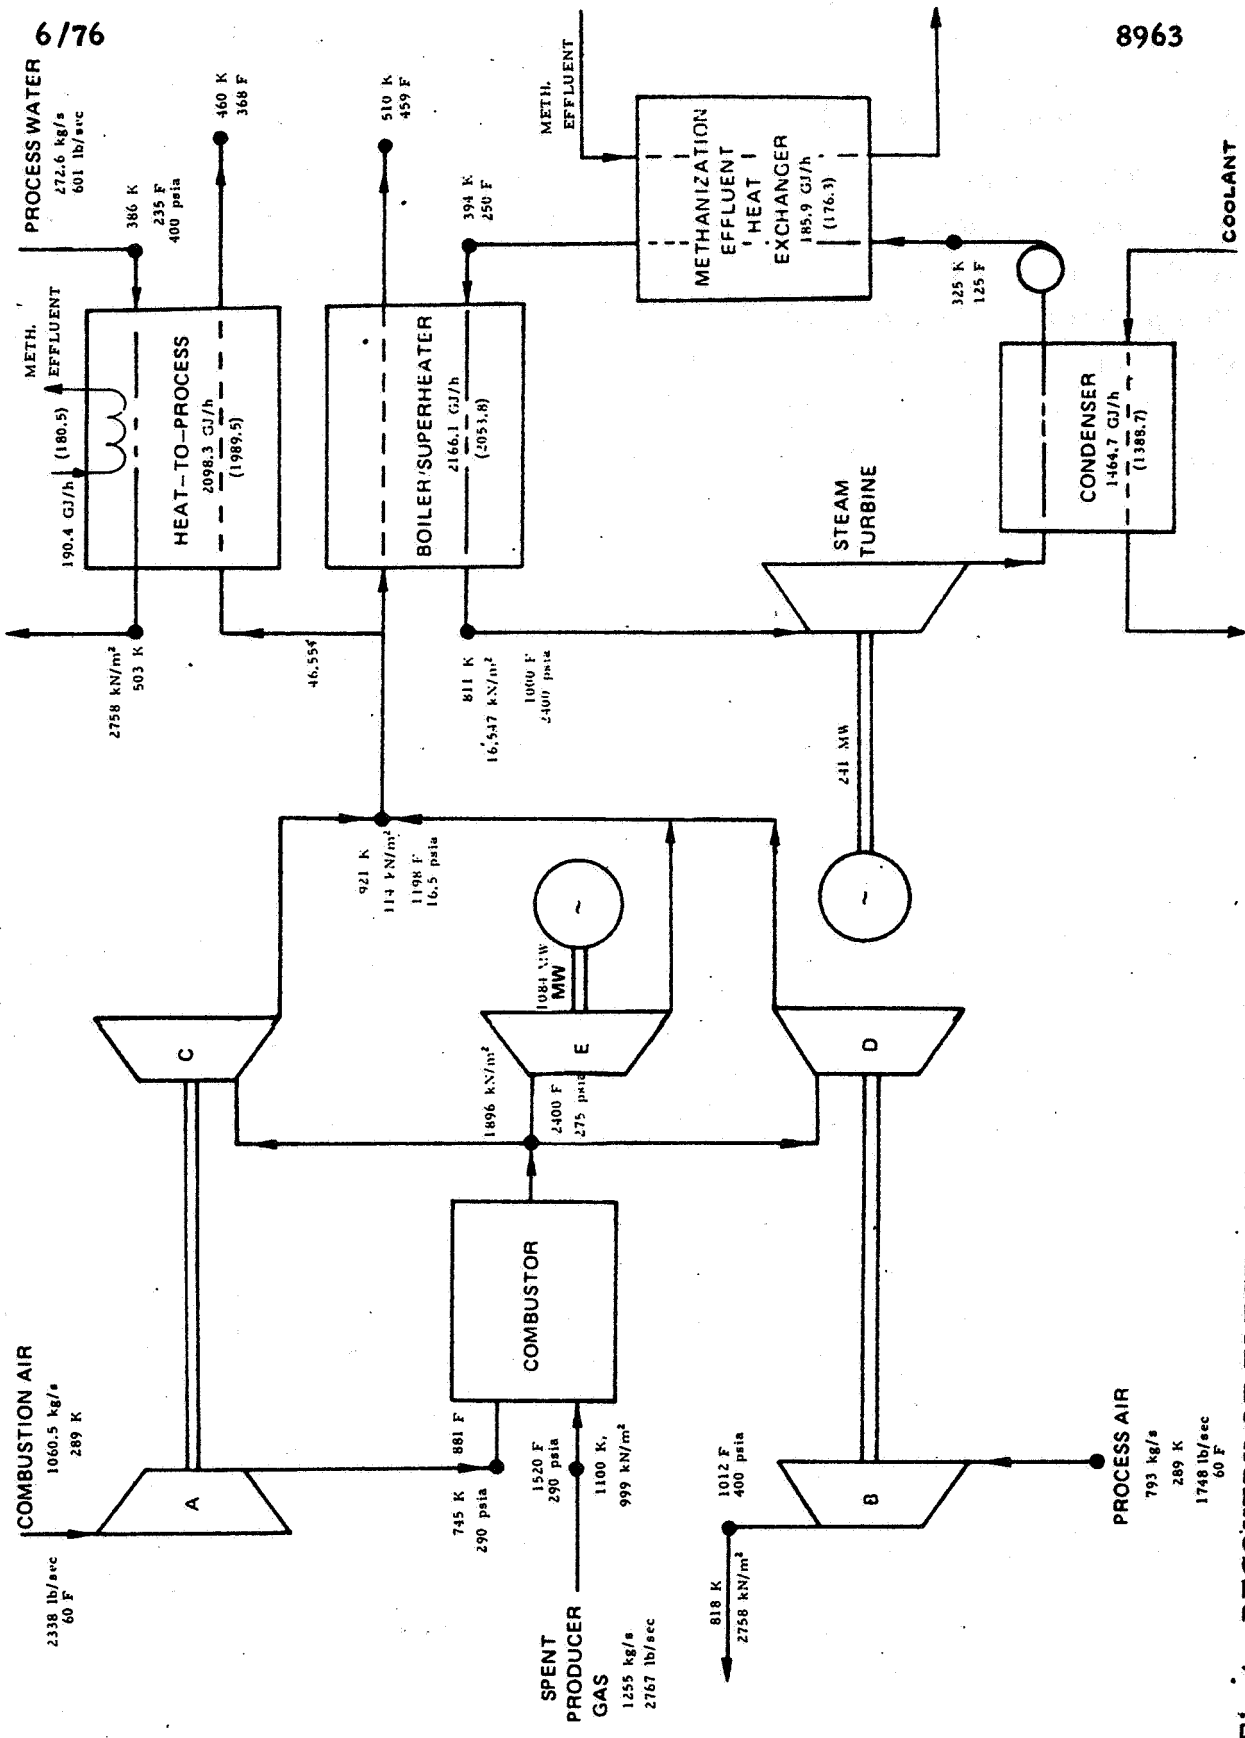 6/76
8963
PROCESS WATER
272.6 kg/s
601 lb/sec
386 K
235 F
400 psia
460 K
368 F
METH.
EFFLUENT
190.4 GJ/h (180.5)
HEAT-TO-PROCESS
2098.3 GJ/h
(1989.5)
2758 kN/m²
503 K
510 K
459 F
394 K
250 F
BOILER/SUPERHEATER
2166.1 GJ/h
(2053.8)
46.55%
811 K
16,547 kN/m²
1000 F
2400 psia
METH.
EFFLUENT
METHANIZATION
EFFLUENT
HEAT
EXCHANGER
185.9 GJ/h
(176.3)
325 K
125 F
COOLANT
CONDENSER
1464.7 GJ/h
(1388.7)
STEAM
TURBINE
241 MW
~
921 K
114 kN/m²
1198 F
16.5 psia
~
1084 MW
MW
C
E
D
1896 kN/m²
2400 F
275 psia
COMBUSTOR
COMBUSTION AIR
1060.5 kg/s
289 K
2338 lb/sec
60 F
A
745 K
290 psia
881 F
1520 F
290 psia
1100 K,
999 kN/m²
SPENT
PRODUCER
GAS
1255 kg/s
2767 lb/sec
1012 F
400 psia
818 K
2758 kN/m²
B
PROCESS AIR
793 kg/s
289 K
1748 lb/sec
60 F